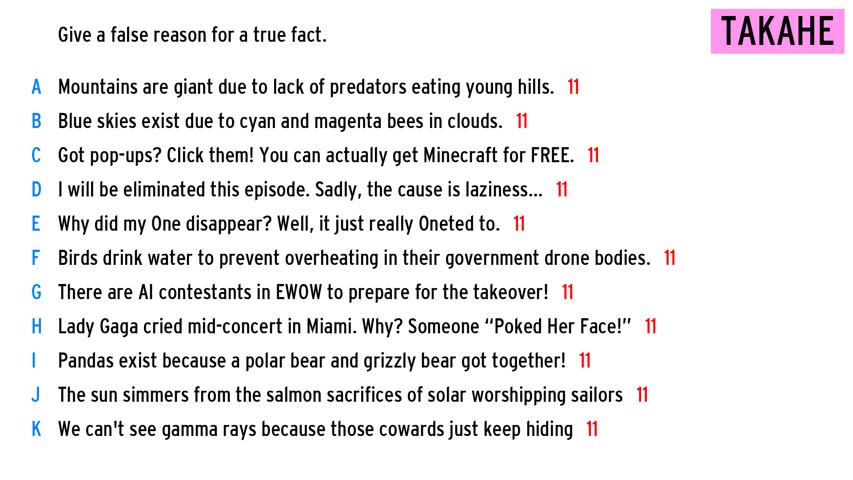 Give a false reason for a true fact.
TAKAHE
A Mountains are giant due to lack of predators eating young hills. 11
B Blue skies exist due to cyan and magenta bees in clouds. 11
C Got pop-ups? Click them! You can actually get Minecraft for FREE. 11
D I will be eliminated this episode. Sadly, the cause is laziness... 11
E Why did my One disappear? Well, it just really Oneted to. 11
F Birds drink water to prevent overheating in their government drone bodies. 11
G There are AI contestants in EWOW to prepare for the takeover! 11
H Lady Gaga cried mid-concert in Miami. Why? Someone “Poked Her Face!” 11
I Pandas exist because a polar bear and grizzly bear got together! 11
J The sun simmers from the salmon sacrifices of solar worshipping sailors 11
K We can't see gamma rays because those cowards just keep hiding 11